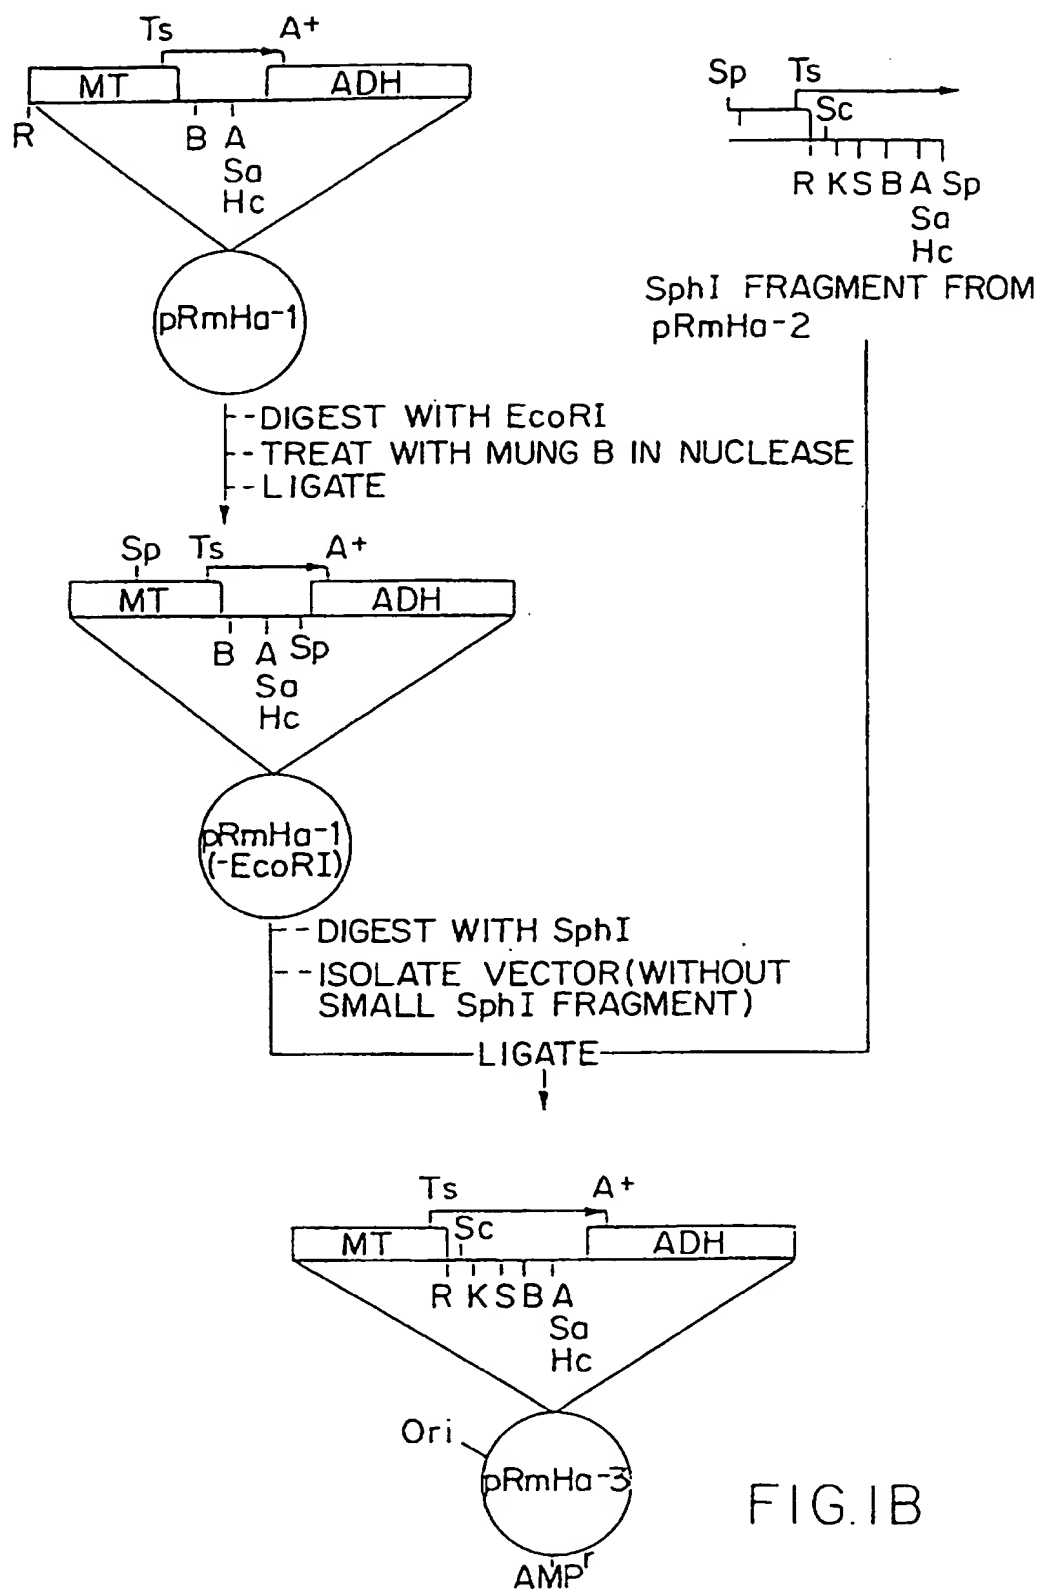 Ts A+
MT ADH
R B A
Sa
Hc
pRmHa-1
Sp Ts
Sc
R K S B A Sp
Sa
Hc
SphI FRAGMENT FROM
pRmHa-2
DIGEST WITH EcoRI
TREAT WITH MUNG B IN NUCLEASE
LIGATE
Sp Ts A+
MT ADH
B A Sp
Sa
Hc
pRmHa-1
(-EcoRI)
DIGEST WITH SphI
ISOLATE VECTOR (WITHOUT
SMALL SphI FRAGMENT)
LIGATE
Ts A+
Sc
MT ADH
R K S B A
Sa
Hc
Ori
pRmHa-3
AMPr
FIG. 1B